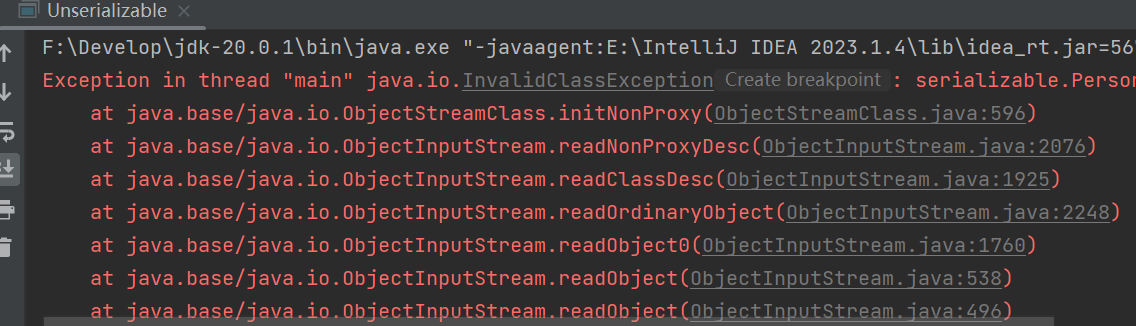 Unserializable
F:\Develop\jdk-20.0.1\bin\java.exe "-javaagent:E:\IntelliJ IDEA 2023.1.4\lib\idea_rt.jar=56
Exception in thread "main" java.io.InvalidClassException Create breakpoint : serializable.Person
at java.base/java.io.ObjectStreamClass.initNonProxy(ObjectStreamClass.java:596)
at java.base/java.io.ObjectInputStream.readNonProxyDesc(ObjectInputStream.java:2076)
at java.base/java.io.ObjectInputStream.readClassDesc(ObjectInputStream.java:1925)
at java.base/java.io.ObjectInputStream.readOrdinaryObject(ObjectInputStream.java:2248)
at java.base/java.io.ObjectInputStream.readObject0(ObjectInputStream.java:1760)
at java.base/java.io.ObjectInputStream.readObject(ObjectInputStream.java:538)
at java.base/java.io.ObjectInputStream.readObject(ObjectInputStream.java:496)